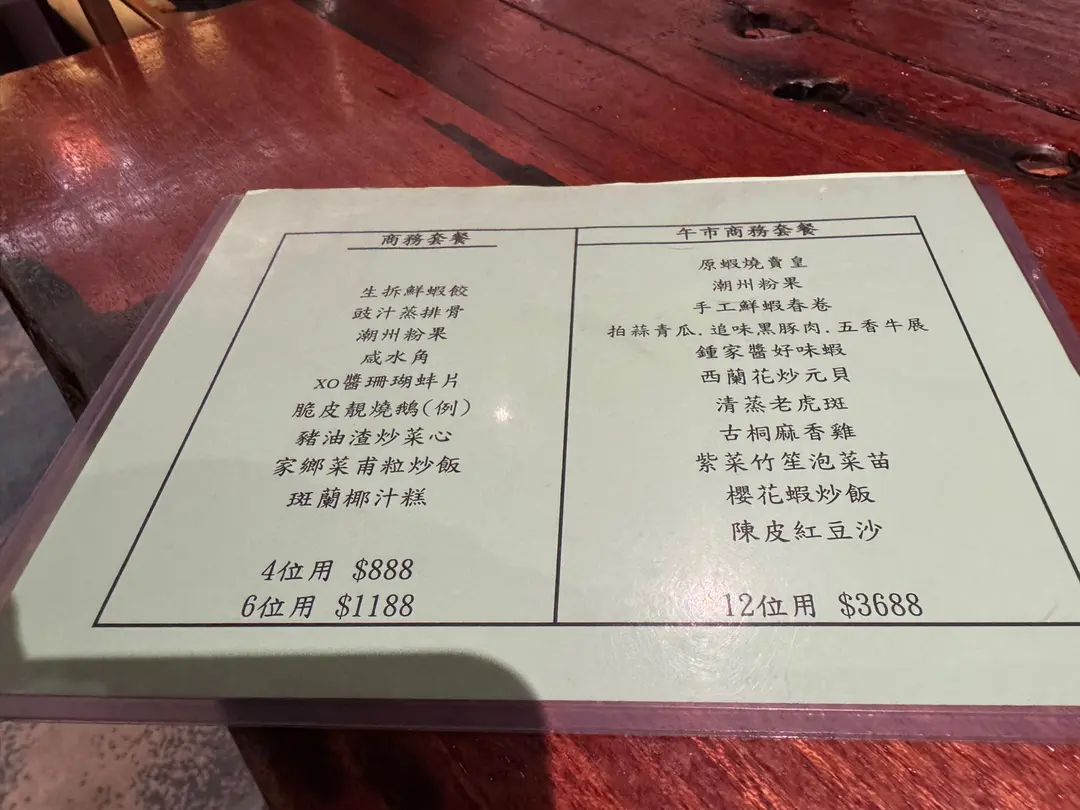 商務套餐
生拆鮮蝦餃
豉汁蒸排骨
潮州粉果
咸水角
XO醬珊瑚蚌片
脆皮靚燒鵝(例)
豬油渣炒菜心
家鄉菜甫粒炒飯
斑蘭椰汁糕
4位用 $888
6位用 $1188
午市商務套餐
原蝦燒賣皇
潮州粉果
手工鮮蝦春卷
拍蒜青瓜.追味黑豚肉.五香牛展
鍾家醬好味蝦
西蘭花炒元貝
清蒸老虎斑
古桐麻香雞
紫菜竹笙泡菜苗
櫻花蝦炒飯
陳皮紅豆沙
12位用 $3688